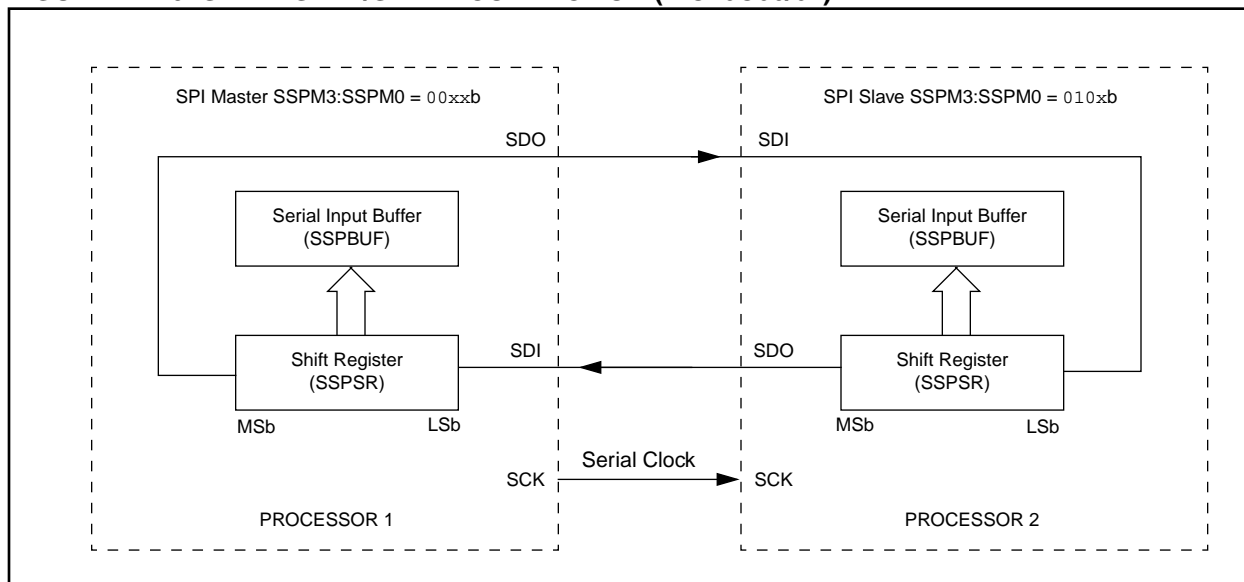 SPI Master SSPM3:SSPM0 = 00xxb
SPI Slave SSPM3:SSPM0 = 010xb
SDO
SDI
Serial Input Buffer
(SSPBUF)
Serial Input Buffer
(SSPBUF)
SDI
SDO
Shift Register
(SSPSR)
Shift Register
(SSPSR)
MSb
LSb
MSb
LSb
Serial Clock
SCK
SCK
PROCESSOR 1
PROCESSOR 2